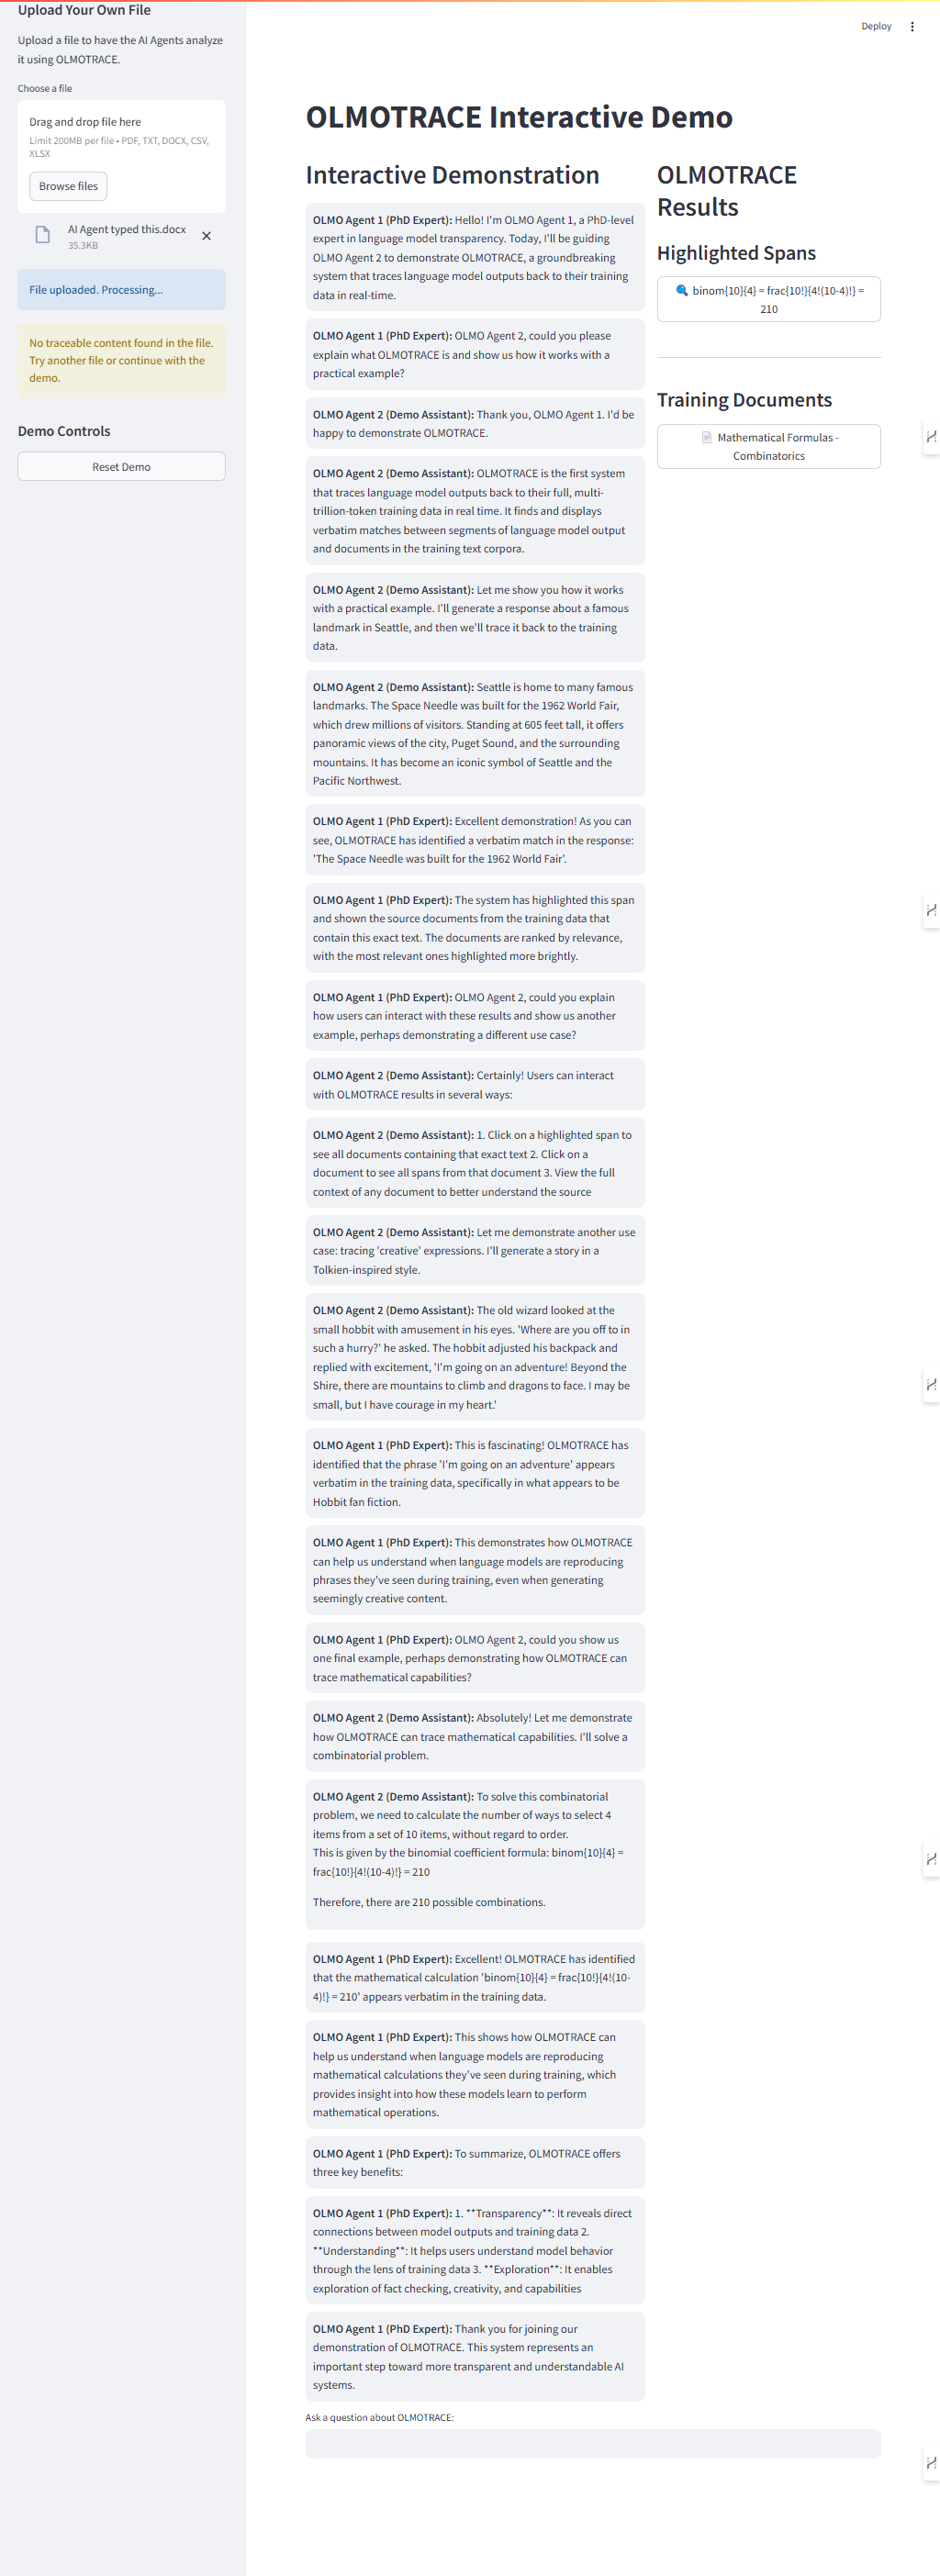 Upload Your Own File
Upload a file to have the AI Agents analyze
it using OLMOTRACE.
Choose a file
Drag and drop file here
Limit 200MB per file • PDF, TXT, DOCX, CSV,
XLSX
Browse files
AI Agent typed this.docx
35.3KB
File uploaded. Processing...
No traceable content found in the file.
Try another file or continue with the
demo.
Demo Controls
Reset Demo
Deploy
OLMOTRACE Interactive Demo
Interactive Demonstration
OLMO Agent 1 (PhD Expert): Hello! I'm OLMO Agent 1, a PhD-level
expert in language model transparency. Today, I'll be guiding
OLMO Agent 2 to demonstrate OLMOTRACE, a groundbreaking
system that traces language model outputs back to their training
data in real-time.
OLMO Agent 1 (PhD Expert): OLMO Agent 2, could you please
explain what OLMOTRACE is and show us how it works with a
practical example?
OLMO Agent 2 (Demo Assistant): Thank you, OLMO Agent 1. I'd be
happy to demonstrate OLMOTRACE.
OLMO Agent 2 (Demo Assistant): OLMOTRACE is the first system
that traces language model outputs back to their full, multi-
trillion-token training data in real time. It finds and displays
verbatim matches between segments of language model output
and documents in the training text corpora.
OLMO Agent 2 (Demo Assistant): Let me show you how it works
with a practical example. I'll generate a response about a famous
landmark in Seattle, and then we'll trace it back to the training
data.
OLMO Agent 2 (Demo Assistant): Seattle is home to many famous
landmarks. The Space Needle was built for the 1962 World Fair,
which drew millions of visitors. Standing at 605 feet tall, it offers
panoramic views of the city, Puget Sound, and the surrounding
mountains. It has become an iconic symbol of Seattle and the
Pacific Northwest.
OLMO Agent 1 (PhD Expert): Excellent demonstration! As you can
see, OLMOTRACE has identified a verbatim match in the response:
'The Space Needle was built for the 1962 World Fair'.
OLMO Agent 1 (PhD Expert): The system has highlighted this span
and shown the source documents from the training data that
contain this exact text. The documents are ranked by relevance,
with the most relevant ones highlighted more brightly.
OLMO Agent 1 (PhD Expert): OLMO Agent 2, could you explain
how users can interact with these results and show us another
example, perhaps demonstrating a different use case?
OLMO Agent 2 (Demo Assistant): Certainly! Users can interact
with OLMOTRACE results in several ways:
OLMO Agent 2 (Demo Assistant): 1. Click on a highlighted span to
see all documents containing that exact text 2. Click on a
document to see all spans from that document 3. View the full
context of any document to better understand the source
OLMO Agent 2 (Demo Assistant): Let me demonstrate another use
case: tracing 'creative' expressions. I'll generate a story in a
Tolkien-inspired style.
OLMO Agent 2 (Demo Assistant): The old wizard looked at the
small hobbit with amusement in his eyes. 'Where are you off to in
such a hurry?' he asked. The hobbit adjusted his backpack and
replied with excitement, 'I'm going on an adventure! Beyond the
Shire, there are mountains to climb and dragons to face. I may be
small, but I have courage in my heart.'
OLMO Agent 1 (PhD Expert): This is fascinating! OLMOTRACE has
identified that the phrase 'I'm going on an adventure' appears
verbatim in the training data, specifically in what appears to be
Hobbit fan fiction.
OLMO Agent 1 (PhD Expert): This demonstrates how OLMOTRACE
can help us understand when language models are reproducing
phrases they've seen during training, even when generating
seemingly creative content.
OLMO Agent 1 (PhD Expert): OLMO Agent 2, could you show us
one final example, perhaps demonstrating how OLMOTRACE can
trace mathematical capabilities?
OLMO Agent 2 (Demo Assistant): Absolutely! Let me demonstrate
how OLMOTRACE can trace mathematical capabilities. I'll solve a
combinatorial problem.
OLMO Agent 2 (Demo Assistant): To solve this combinatorial
problem, we need to calculate the number of ways to select 4
items from a set of 10 items, without regard to order.
This is given by the binomial coefficient formula: binom{10}{4} =
frac{10!}{4!(10-4)!} = 210
Therefore, there are 210 possible combinations.
OLMO Agent 1 (PhD Expert): Excellent! OLMOTRACE has identified
that the mathematical calculation 'binom{10}{4} = frac{10!}{4!(10-
4)!} = 210' appears verbatim in the training data.
OLMO Agent 1 (PhD Expert): This shows how OLMOTRACE can
help us understand when language models are reproducing
mathematical calculations they've seen during training, which
provides insight into how these models learn to perform
mathematical operations.
OLMO Agent 1 (PhD Expert): To summarize, OLMOTRACE offers
three key benefits:
OLMO Agent 1 (PhD Expert): 1. **Transparency**: It reveals direct
connections between model outputs and training data 2.
**Understanding**: It helps users understand model behavior
through the lens of training data 3. **Exploration**: It enables
exploration of fact checking, creativity, and capabilities
OLMO Agent 1 (PhD Expert): Thank you for joining our
demonstration of OLMOTRACE. This system represents an
important step toward more transparent and understandable AI
systems.
Ask a question about OLMOTRACE:
OLMOTRACE
Results
Highlighted Spans
binom{10}{4} = frac{10!}{4!(10-4)!} =
210
Training Documents
Mathematical Formulas -
Combinatorics